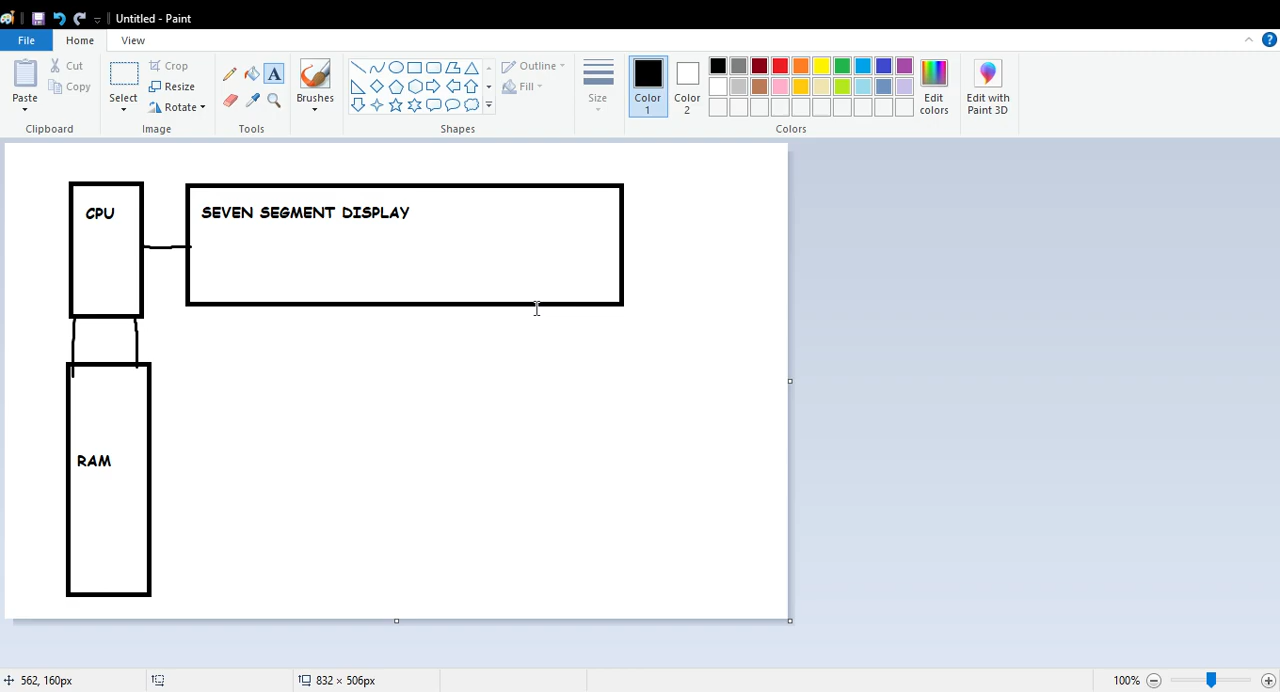 Untitled - Paint
File
Home
View
Paste
Cut
Copy
Clipboard
Select
Crop
Resize
Rotate
Image
A
Tools
Brushes
Outline
Fill
Shapes
Size
Color 1
Color 2
Edit colors
Colors
Edit with Paint 3D
?
CPU
SEVEN SEGMENT DISPLAY
RAM
562, 160px
832 × 506px
100%